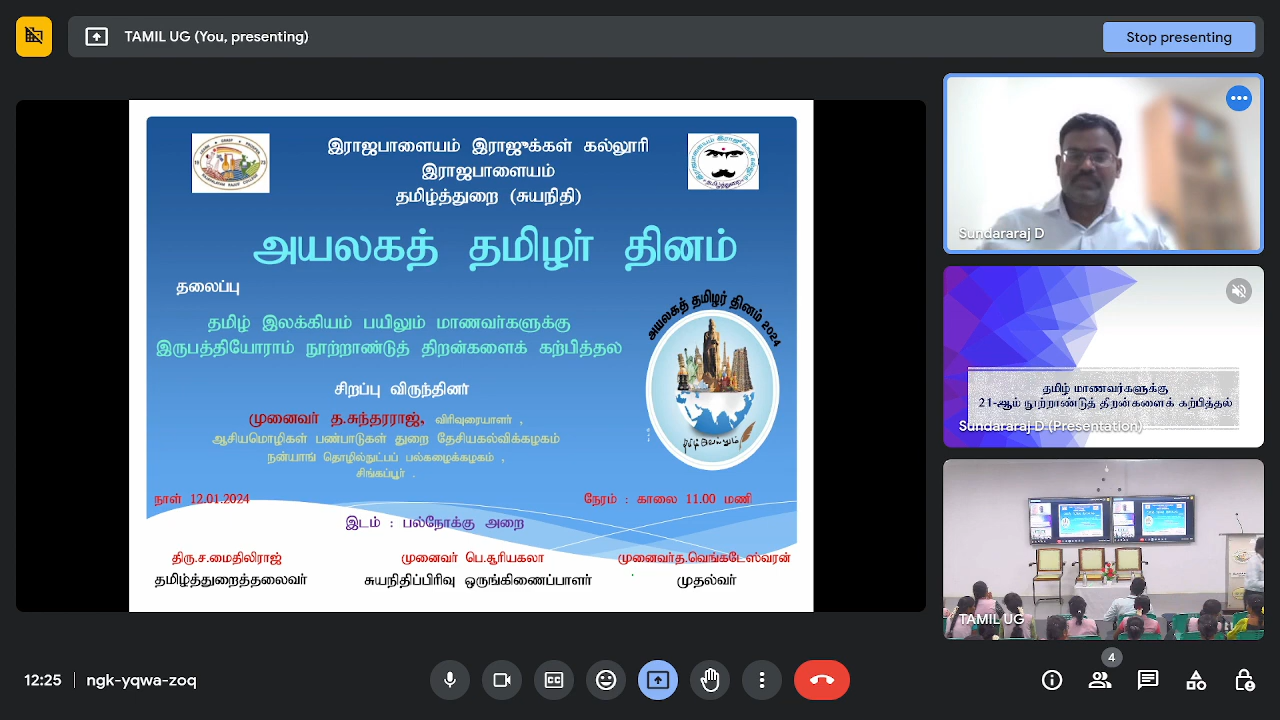 TAMIL UG (You, presenting)
Stop presenting
இராஜபாளையம் இராஜுக்கள் கல்லூரி
இராஜபாளையம்
தமிழ்த்துறை (சுயநிதி)
அயலகத் தமிழர் தினம்
தலைப்பு
தமிழ் இலக்கியம் பயிலும் மாணவர்களுக்கு
இருபத்தியோராம் நூற்றாண்டுத் திறன்களைக் கற்பித்தல்
அயலகத் தமிழர் தினம் 2024
தமிழ் வெல்லும்
சிறப்பு விருந்தினர்
முனைவர் த.சுந்தரராஜ், விரிவுரையாளர் ,
ஆசியமொழிகள் பண்பாடுகள் துறை தேசியகல்விக்கழகம்
நன்யாங் தொழில்நுட்பப் பல்கழைக்கழகம் ,
சிங்கப்பூர் .
நாள் 12.01.2024
நேரம் : காலை 11.00 மணி
இடம் : பல்நோக்கு அறை
திரு.ச.மைதிலிராஜ்
முனைவர் பெ.சூரியகலா
முனைவர்த.வெங்கடேஸ்வரன்
தமிழ்த்துறைத்தலைவர்
சுயநிதிப்பிரிவு ஒருங்கிணைப்பாளர்
முதல்வர்
Sundararaj D
தமிழ் மாணவர்களுக்கு
21-ஆம் நூற்றாண்டுத் திறன்களைக் கற்பித்தல்
Sundararaj D (Presentation)
TAMIL UG
12:25
ngk-yqwa-zoq
4